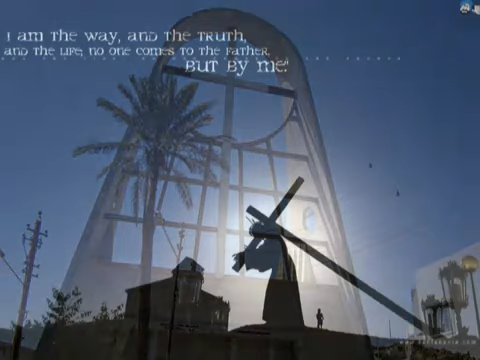 I am the way, and the truth,
and the life; no one comes to the Father,
but by me."